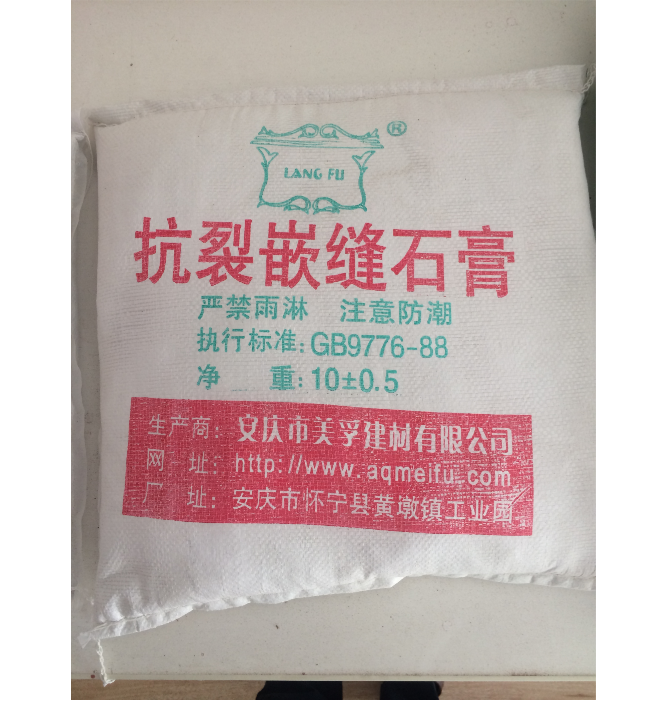 LANG FU ®
抗裂嵌缝石膏
严禁雨淋 注意防潮
执行标准:GB9776-88
净 重:10±0.5
生产商:安庆市美孚建材有限公司
网 址:http://www.aqmeifu.com
厂 址:安庆市怀宁县黄墩镇工业园